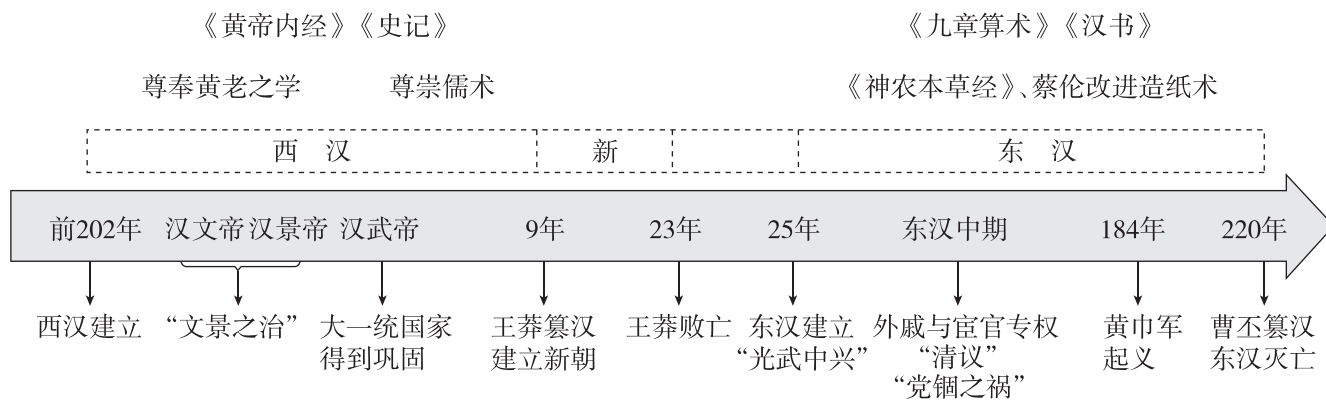 《黄帝内经》《史记》 《九章算术》《汉书》
尊奉黄老之学 尊崇儒术 《神农本草经》、蔡伦改进造纸术
西 汉 新 东 汉
前202年 汉文帝 汉景帝 汉武帝 9年 23年 25年 东汉中期 184年 220年
西汉建立 “文景之治” 大一统国家 王莽篡汉 王莽败亡 东汉建立 外戚与宦官专权 黄巾军 曹丕篡汉
得到巩固 建立新朝 “光武中兴” “清议” 起义 东汉灭亡
“党锢之祸”